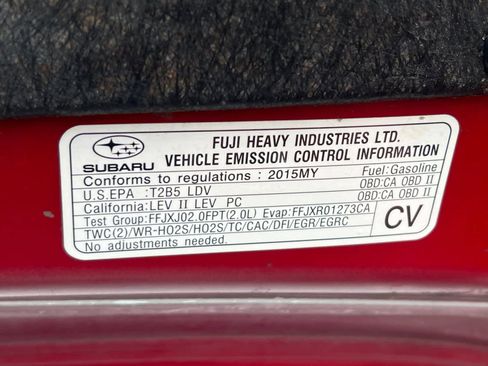 SUBARU
FUJI HEAVY INDUSTRIES LTD.
VEHICLE EMISSION CONTROL INFORMATION
Conforms to regulations : 2015MY Fuel:Gasoline
U.S.EPA :T2B5 LDV OBD:CA OBD II
California:LEV II LEV PC OBD:CA OBD II
Test Group:FFJXJ02.0FPT(2.0L) Evap:FFJXR01273CA
TWC(2)/WR-HO2S/HO2S/TC/CAC/DFI/EGR/EGRC
No adjustments needed.
CV